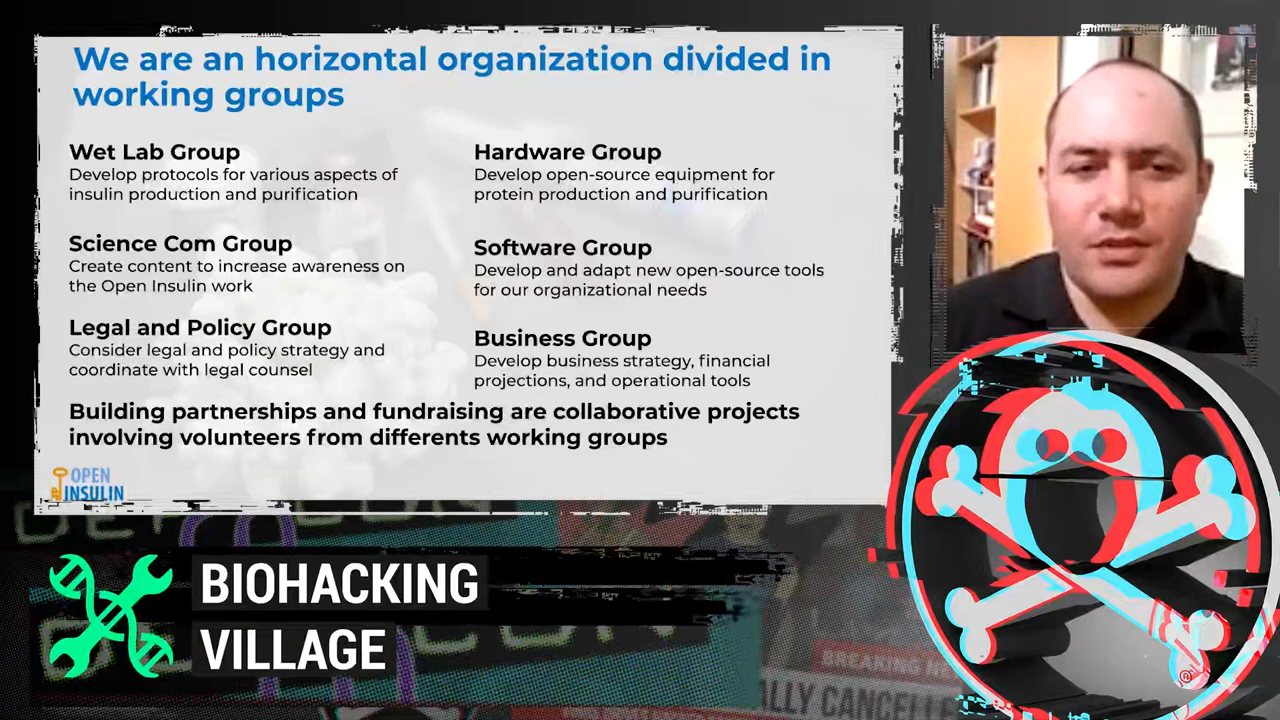 We are an horizontal organization divided in
working groups
Wet Lab Group
Develop protocols for various aspects of
insulin production and purification
Hardware Group
Develop open-source equipment for
protein production and purification
Science Com Group
Create content to increase awareness on
the Open Insulin work
Software Group
Develop and adapt new open-source tools
for our organizational needs
Legal and Policy Group
Consider legal and policy strategy and
coordinate with legal counsel
Business Group
Develop business strategy, financial
projections, and operational tools
Building partnerships and fundraising are collaborative projects
involving volunteers from differents working groups
OPEN
INSULIN
BIOHACKING
VILLAGE
BREAKING NE
ALLY CANCELLE